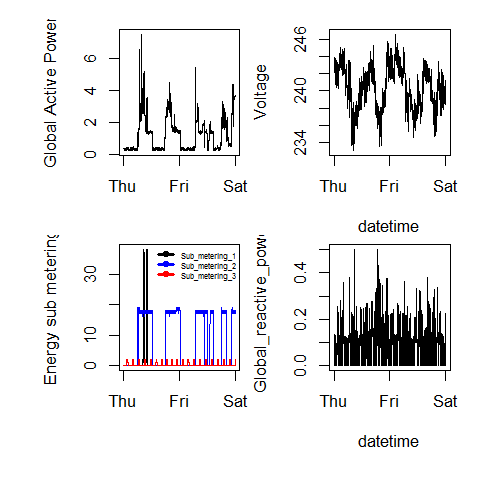 Global Active Power
6
4
2
0
Thu Fri Sat
Voltage
246
240
234
Thu Fri Sat
datetime
Energy sub metering
30
10
0
Sub_metering_1
Sub_metering_2
Sub_metering_3
Thu Fri Sat
Global_reactive_pow
0.4
0.2
0.0
Thu Fri Sat
datetime